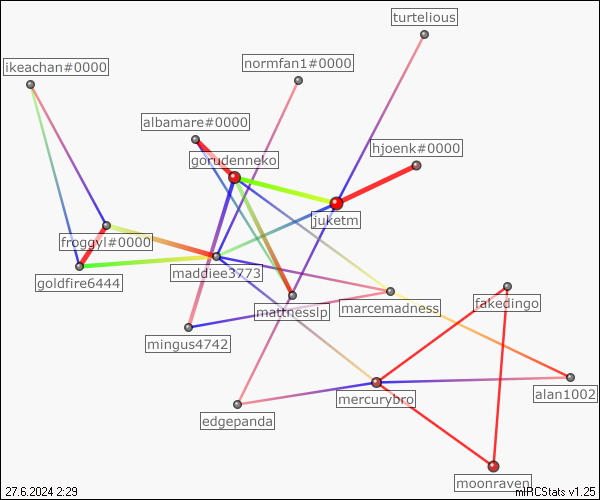 turtelious
ikeachan#0000
normfan1#0000
albamare#0000
hjoenk#0000
gorudenneko
juketm
froggyl#0000
maddiee3773
goldfire6444
fakedingo
marcemadness
mattnesslp
mingus4742
alan1002
mercurybro
edgepanda
moonraven
27.6.2024 2:29
mIRCStats v1.25